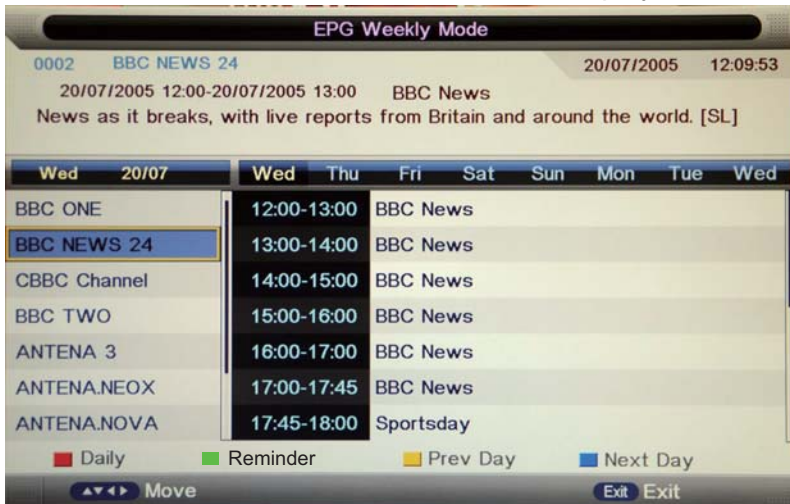 EPG Weekly Mode
0002 BBC NEWS 24 20/07/2005 12:09:53
20/07/2005 12:00-20/07/2005 13:00 BBC News
News as it breaks, with live reports from Britain and around the world. [SL]
Wed 20/07 Wed Thu Fri Sat Sun Mon Tue Wed
BBC ONE 12:00-13:00 BBC News
BBC NEWS 24 13:00-14:00 BBC News
CBBC Channel 14:00-15:00 BBC News
BBC TWO 15:00-16:00 BBC News
ANTENA 3 16:00-17:00 BBC News
ANTENA.NEOX 17:00-17:45 BBC News
ANTENA.NOVA 17:45-18:00 Sportsday
Daily Reminder Prev Day Next Day
Move Exit Exit